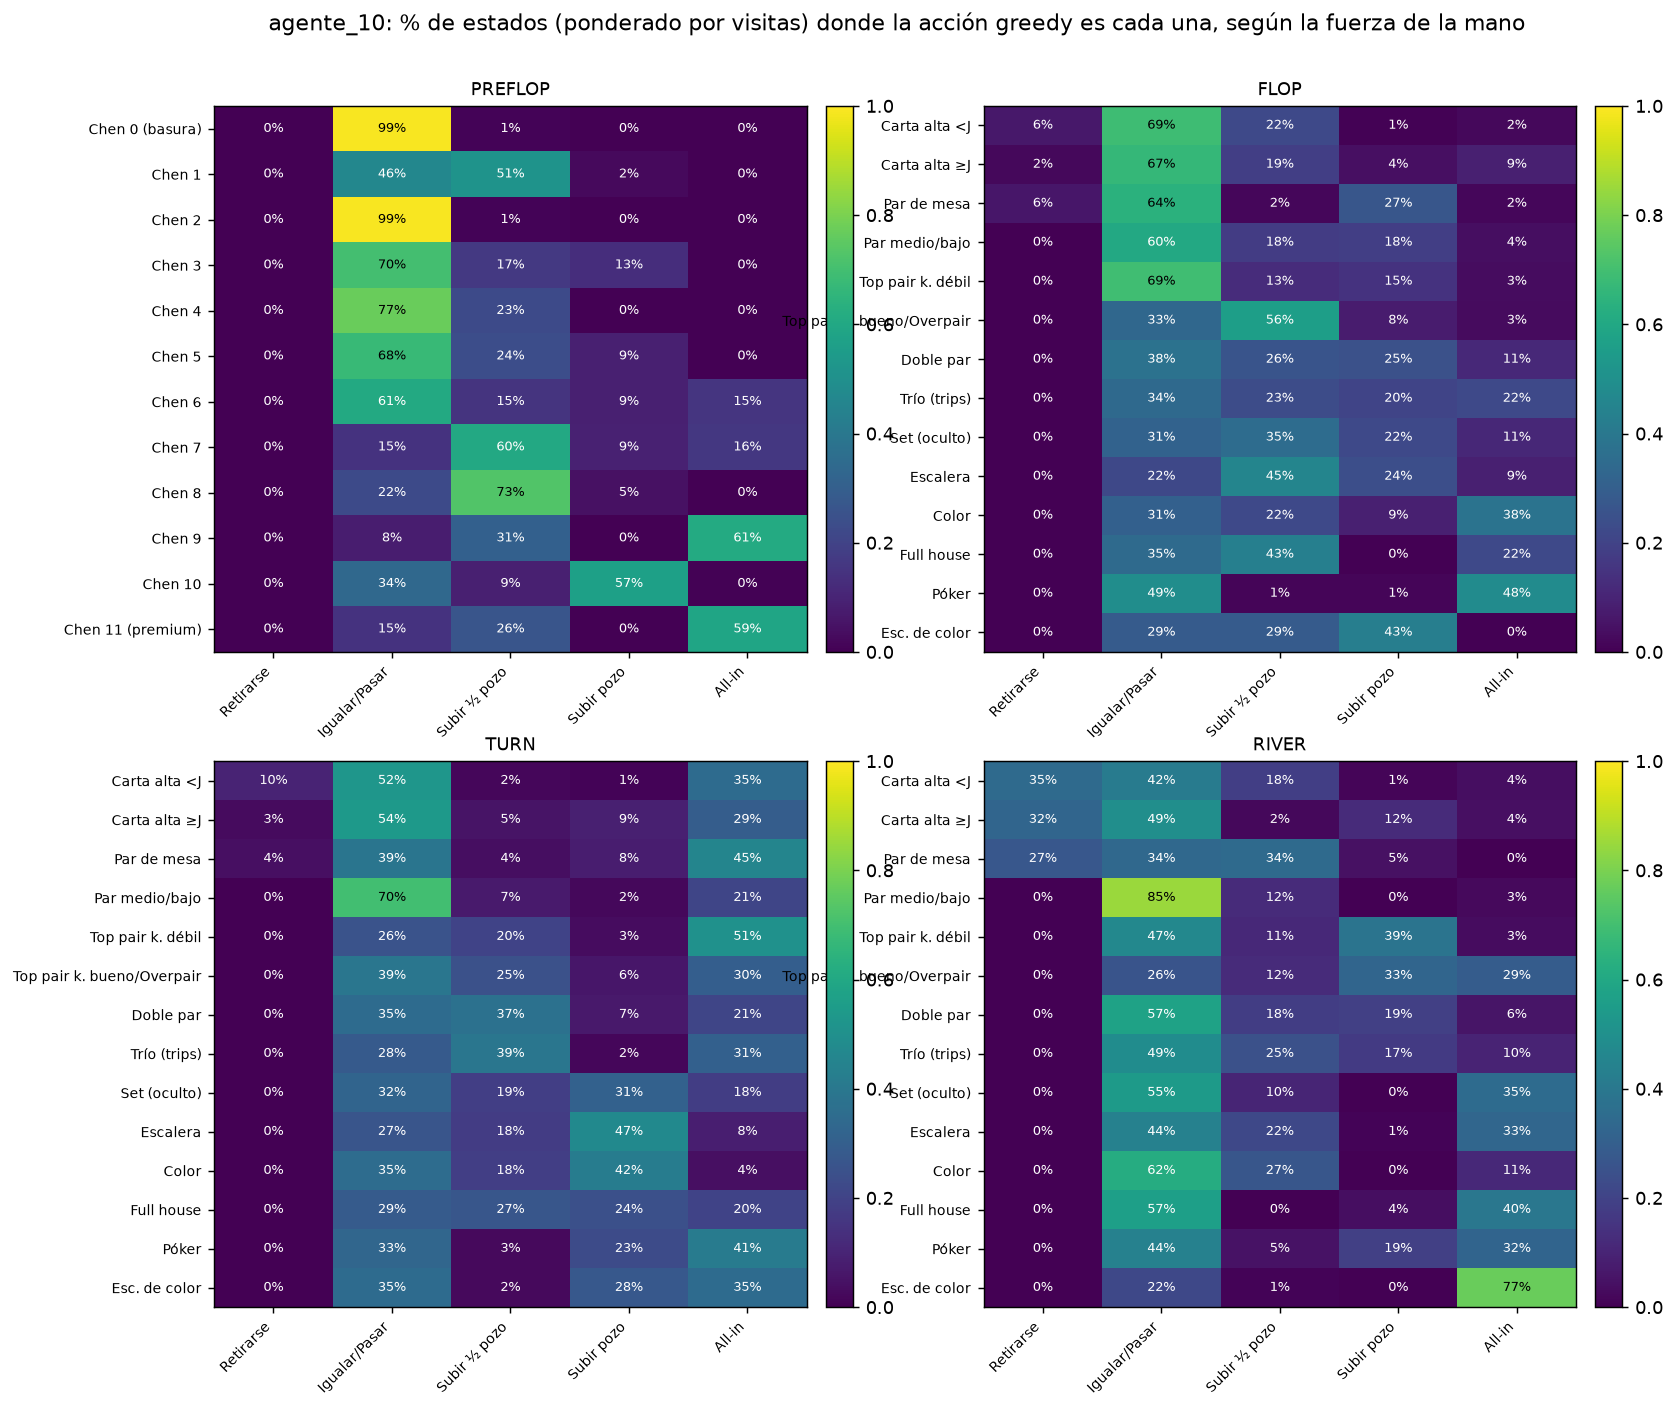 agente_10: % de estados (ponderado por visitas) donde la acción greedy es cada una, según la fuerza de la mano
PREFLOP
Chen 0 (basura) 0% 99% 1% 0% 0%
Chen 1 0% 46% 51% 2% 0%
Chen 2 0% 99% 1% 0% 0%
Chen 3 0% 70% 17% 13% 0%
Chen 4 0% 77% 23% 0% 0%
Chen 5 0% 68% 24% 9% 0%
Chen 6 0% 61% 15% 9% 15%
Chen 7 0% 15% 60% 9% 16%
Chen 8 0% 22% 73% 5% 0%
Chen 9 0% 8% 31% 0% 61%
Chen 10 0% 34% 9% 57% 0%
Chen 11 (premium) 0% 15% 26% 0% 59%
Retirarse Igualar/Pasar Subir ½ pozo Subir pozo All-in
1.0
0.8
0.6
0.4
0.2
0.0
FLOP
Carta alta <J 6% 69% 22% 1% 2%
Carta alta ≥J 2% 67% 19% 4% 9%
Par de mesa 6% 64% 2% 27% 2%
Par medio/bajo 0% 60% 18% 18% 4%
Top pair k. débil 0% 69% 13% 15% 3%
Top pair k. bueno/Overpair 0% 33% 56% 8% 3%
Doble par 0% 38% 26% 25% 11%
Trío (trips) 0% 34% 23% 20% 22%
Set (oculto) 0% 31% 35% 22% 11%
Escalera 0% 22% 45% 24% 9%
Color 0% 31% 22% 9% 38%
Full house 0% 35% 43% 0% 22%
Póker 0% 49% 1% 1% 48%
Esc. de color 0% 29% 29% 43% 0%
Retirarse Igualar/Pasar Subir ½ pozo Subir pozo All-in
1.0
0.8
0.6
0.4
0.2
0.0
TURN
Carta alta <J 10% 52% 2% 1% 35%
Carta alta ≥J 3% 54% 5% 9% 29%
Par de mesa 4% 39% 4% 8% 45%
Par medio/bajo 0% 70% 7% 2% 21%
Top pair k. débil 0% 26% 20% 3% 51%
Top pair k. bueno/Overpair 0% 39% 25% 6% 30%
Doble par 0% 35% 37% 7% 21%
Trío (trips) 0% 28% 39% 2% 31%
Set (oculto) 0% 32% 19% 31% 18%
Escalera 0% 27% 18% 47% 8%
Color 0% 35% 18% 42% 4%
Full house 0% 29% 27% 24% 20%
Póker 0% 33% 3% 23% 41%
Esc. de color 0% 35% 2% 28% 35%
Retirarse Igualar/Pasar Subir ½ pozo Subir pozo All-in
1.0
0.8
0.6
0.4
0.2
0.0
RIVER
Carta alta <J 35% 42% 18% 1% 4%
Carta alta ≥J 32% 49% 2% 12% 4%
Par de mesa 27% 34% 34% 5% 0%
Par medio/bajo 0% 85% 12% 0% 3%
Top pair k. débil 0% 47% 11% 39% 3%
Top pair k. bueno/Overpair 0% 26% 12% 33% 29%
Doble par 0% 57% 18% 19% 6%
Trío (trips) 0% 49% 25% 17% 10%
Set (oculto) 0% 55% 10% 0% 35%
Escalera 0% 44% 22% 1% 33%
Color 0% 62% 27% 0% 11%
Full house 0% 57% 0% 4% 40%
Póker 0% 44% 5% 19% 32%
Esc. de color 0% 22% 1% 0% 77%
Retirarse Igualar/Pasar Subir ½ pozo Subir pozo All-in
1.0
0.8
0.6
0.4
0.2
0.0